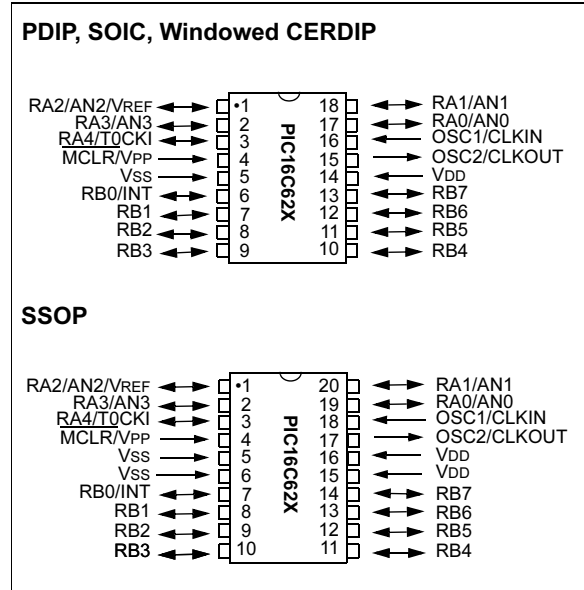 PDIP, SOIC, Windowed CERDIP
RA2/AN2/VREF •1 18 RA1/AN1
RA3/AN3 2 17 RA0/AN0
RA4/T0CKI 3 16 OSC1/CLKIN
MCLR/VPP 4 15 OSC2/CLKOUT
VSS 5 14 VDD
RB0/INT 6 13 RB7
RB1 7 12 RB6
RB2 8 11 RB5
RB3 9 10 RB4
PIC16C62X
SSOP
RA2/AN2/VREF •1 20 RA1/AN1
RA3/AN3 2 19 RA0/AN0
RA4/T0CKI 3 18 OSC1/CLKIN
MCLR/VPP 4 17 OSC2/CLKOUT
VSS 5 16 VDD
VSS 6 15 VDD
RB0/INT 7 14 RB7
RB1 8 13 RB6
RB2 9 12 RB5
RB3 10 11 RB4
PIC16C62X